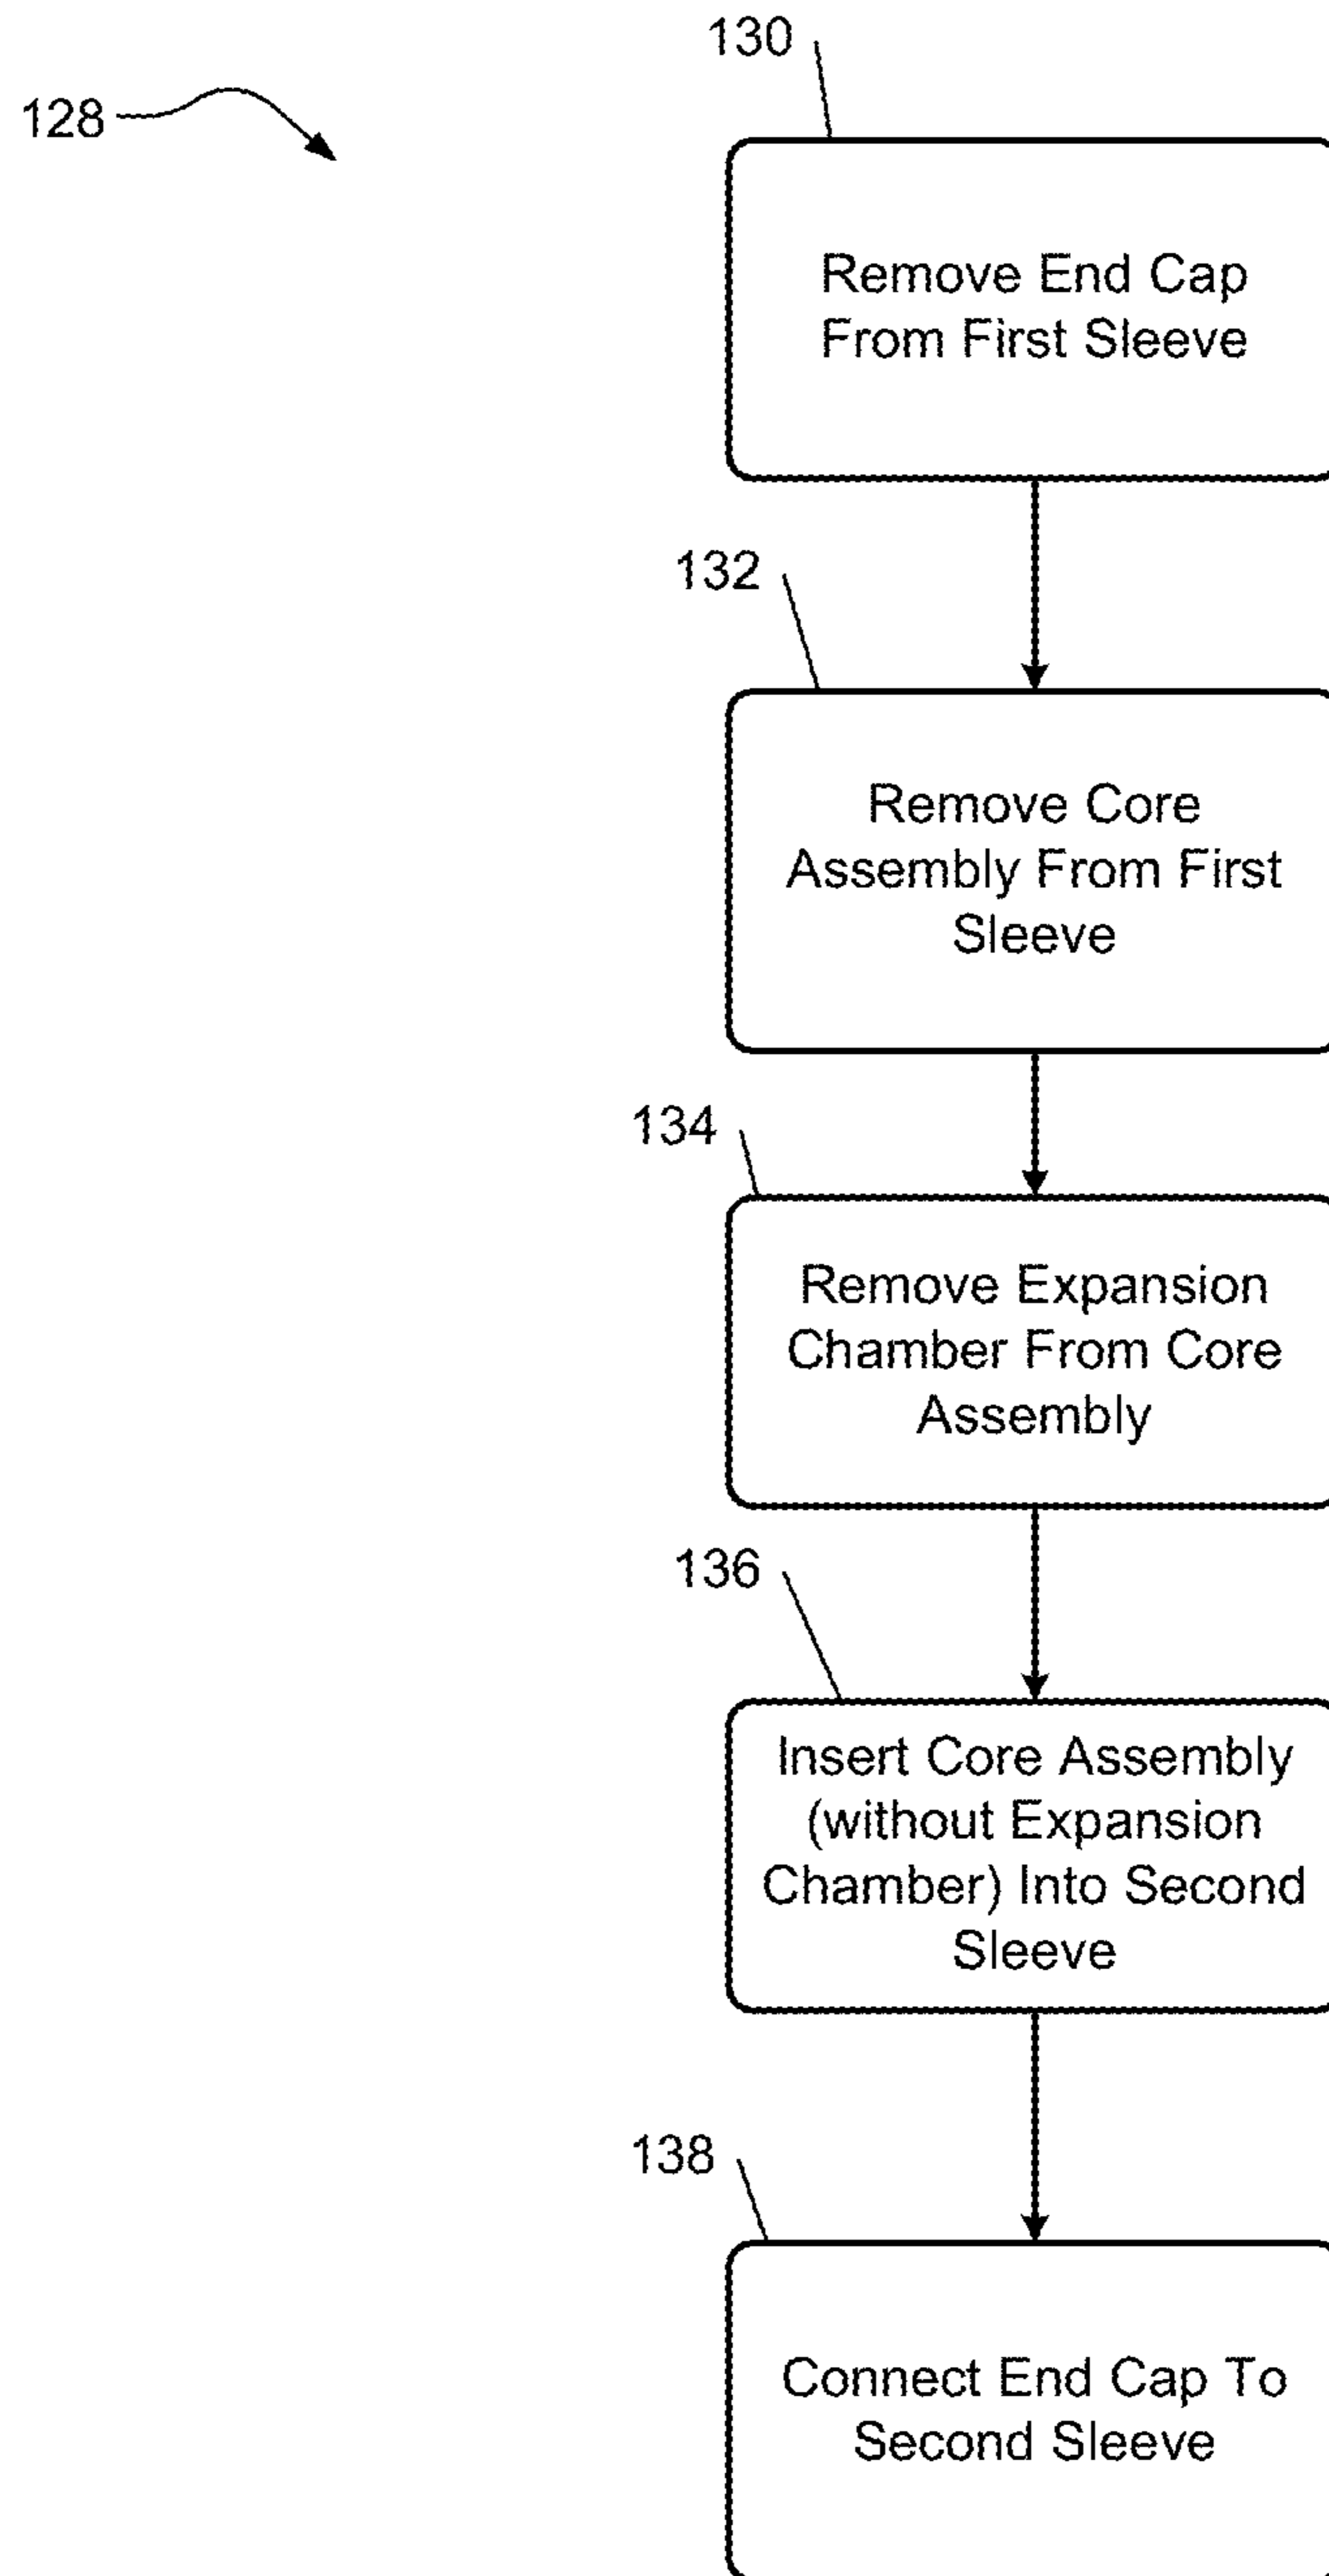 130
128
Remove End Cap
From First Sleeve
132
Remove Core
Assembly From First
Sleeve
134
Remove Expansion
Chamber From Core
Assembly
136
Insert Core Assembly
(without Expansion
Chamber) Into Second
Sleeve
138
Connect End Cap To
Second Sleeve